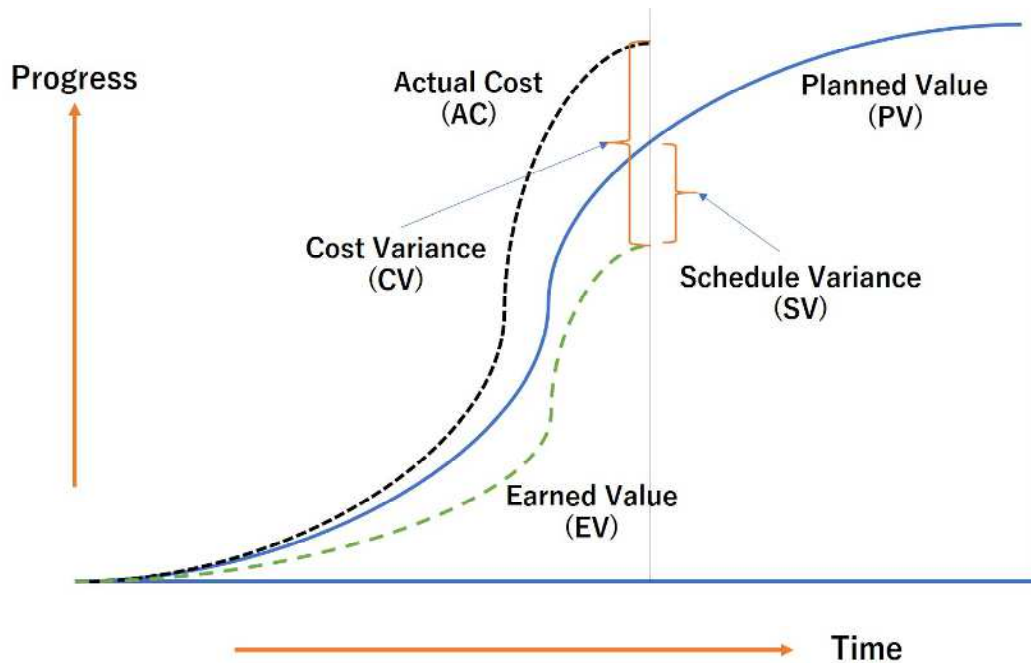 Progress
Actual Cost
(AC)
Planned Value
(PV)
Cost Variance
(CV)
Schedule Variance
(SV)
Earned Value
(EV)
Time